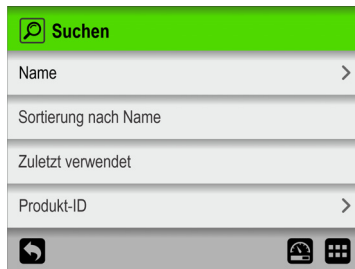 Suchen
Name
Sortierung nach Name
Zuletzt verwendet
Produkt-ID